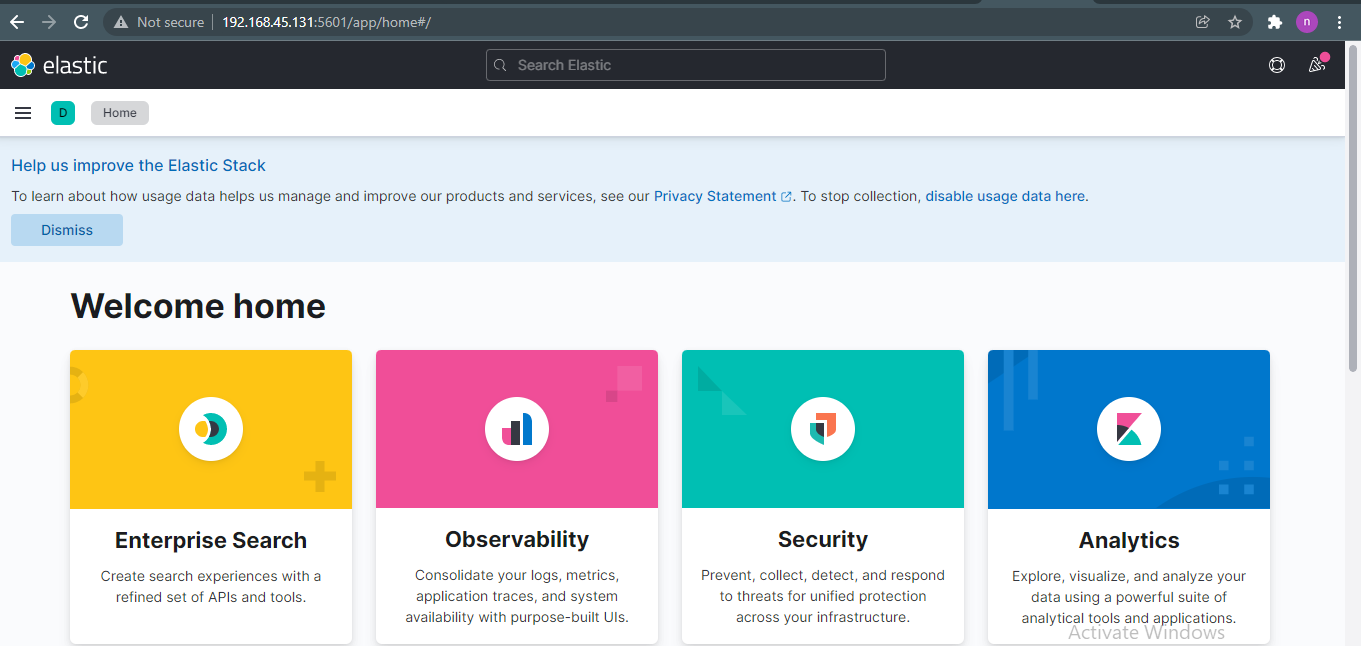 Not secure
192.168.45.131:5601/app/home#/
n
elastic
Search Elastic
D
Home
Help us improve the Elastic Stack
To learn about how usage data helps us manage and improve our products and services, see our Privacy Statement. To stop collection, disable usage data here.
Dismiss
Welcome home
Enterprise Search
Create search experiences with a
refined set of APIs and tools.
Observability
Consolidate your logs, metrics,
application traces, and system
availability with purpose-built UIs.
Security
Prevent, collect, detect, and respond
to threats for unified protection
across your infrastructure.
Analytics
Explore, visualize, and analyze your
data using a powerful suite of
analytical tools and applications.
Activate Windows